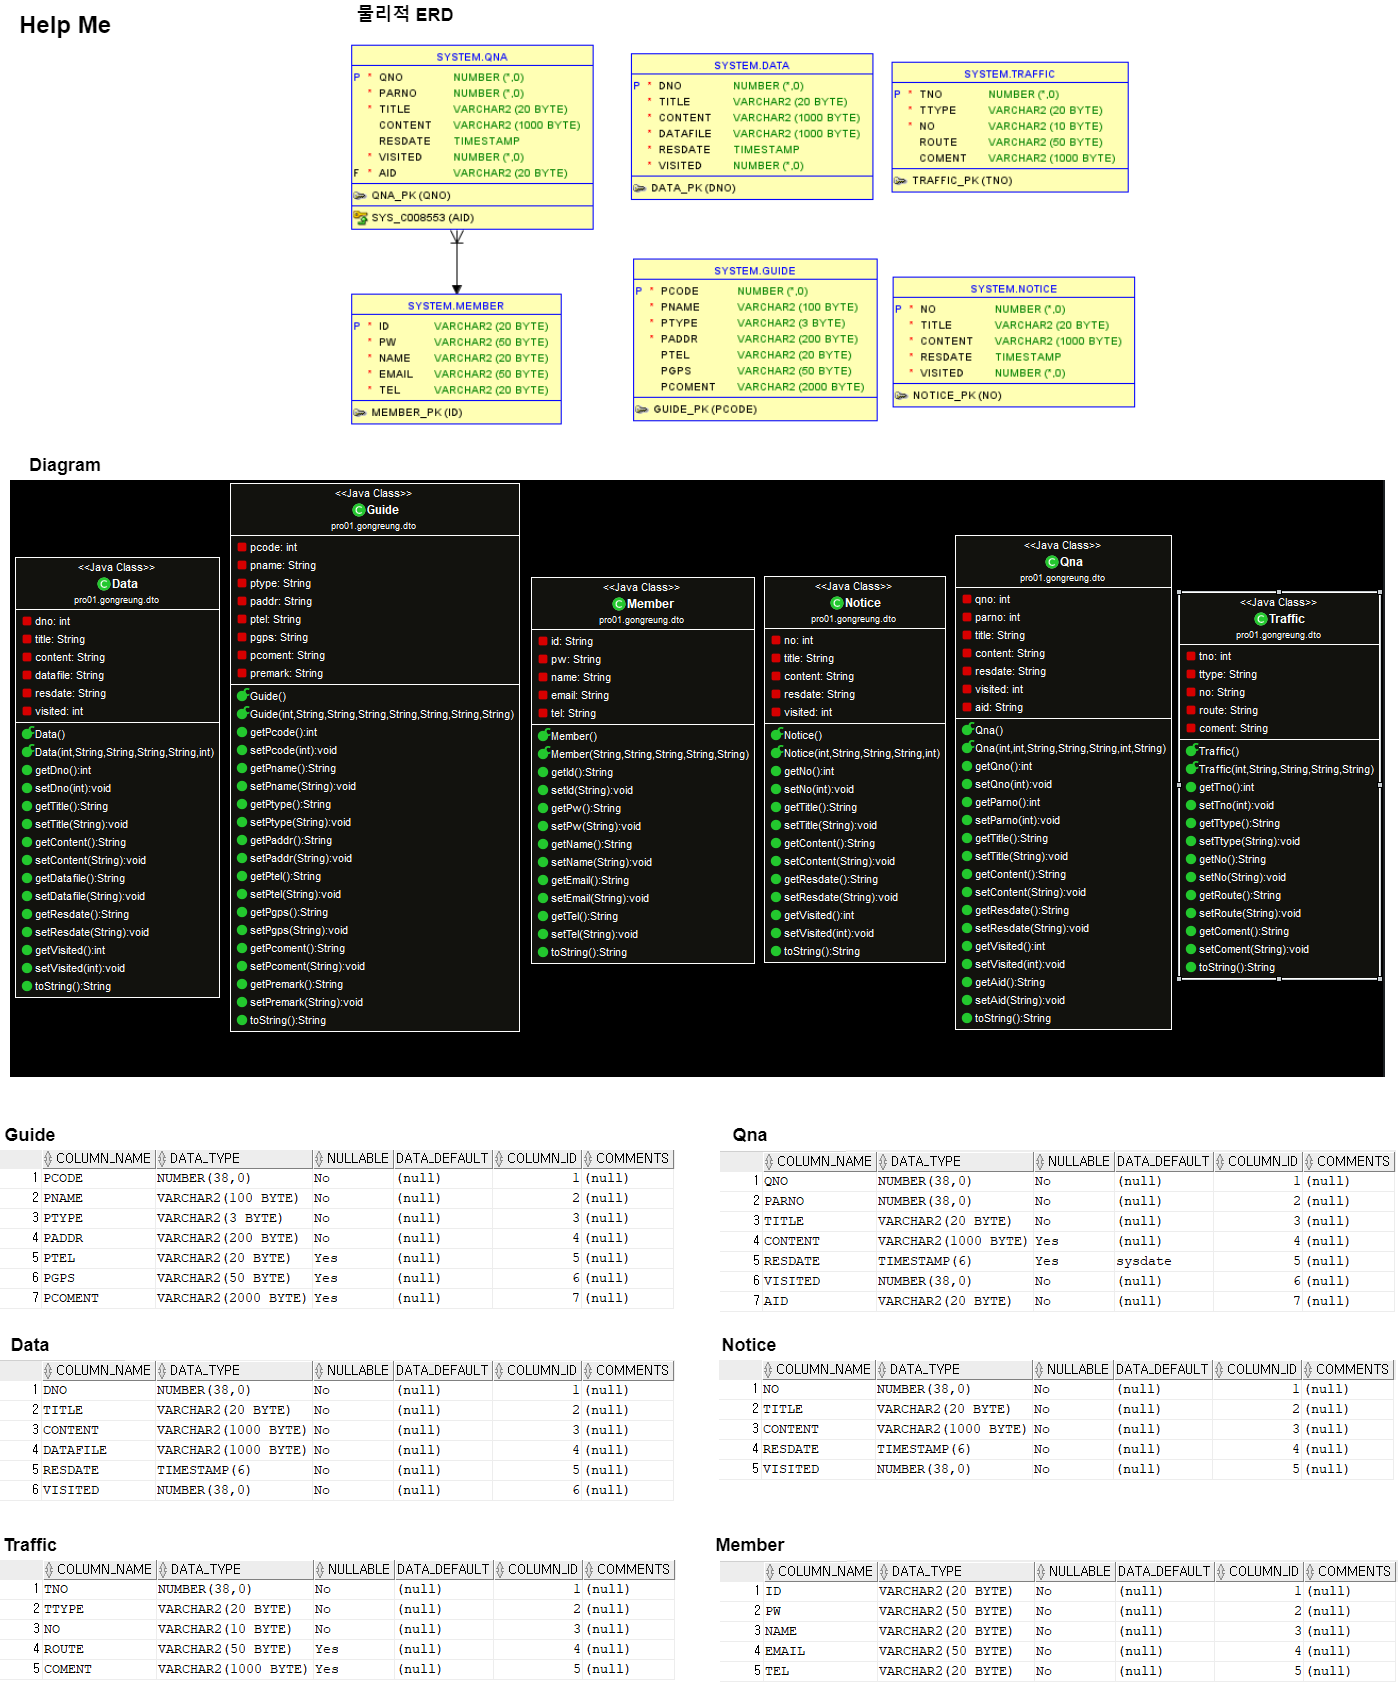 Help Me
물리적 ERD
SYSTEM.QNA
P * QNO NUMBER (*,0)
* PARNO NUMBER (*,0)
* TITLE VARCHAR2 (20 BYTE)
CONTENT VARCHAR2 (1000 BYTE)
RESDATE TIMESTAMP
* VISITED NUMBER (*,0)
F * AID VARCHAR2 (20 BYTE)
QNA_PK (QNO)
SYS_C008553 (AID)
SYSTEM.DATA
P * DNO NUMBER (*,0)
* TITLE VARCHAR2 (20 BYTE)
* CONTENT VARCHAR2 (1000 BYTE)
* DATAFILE VARCHAR2 (1000 BYTE)
* RESDATE TIMESTAMP
* VISITED NUMBER (*,0)
DATA_PK (DNO)
SYSTEM.TRAFFIC
P * TNO NUMBER (*,0)
* TTYPE VARCHAR2 (20 BYTE)
* NO VARCHAR2 (10 BYTE)
ROUTE VARCHAR2 (50 BYTE)
COMENT VARCHAR2 (1000 BYTE)
TRAFFIC_PK (TNO)
SYSTEM.MEMBER
P * ID VARCHAR2 (20 BYTE)
* PW VARCHAR2 (50 BYTE)
* NAME VARCHAR2 (20 BYTE)
* EMAIL VARCHAR2 (50 BYTE)
* TEL VARCHAR2 (20 BYTE)
MEMBER_PK (ID)
SYSTEM.GUIDE
P * PCODE NUMBER (*,0)
* PNAME VARCHAR2 (100 BYTE)
* PTYPE VARCHAR2 (3 BYTE)
* PADDR VARCHAR2 (200 BYTE)
PTEL VARCHAR2 (20 BYTE)
PGPS VARCHAR2 (50 BYTE)
PCOMENT VARCHAR2 (2000 BYTE)
GUIDE_PK (PCODE)
SYSTEM.NOTICE
P * NO NUMBER (*,0)
* TITLE VARCHAR2 (20 BYTE)
* CONTENT VARCHAR2 (1000 BYTE)
* RESDATE TIMESTAMP
* VISITED NUMBER (*,0)
NOTICE_PK (NO)
Diagram
<<Java Class>>
C Data
pro01.gongreung.dto
dno: int
title: String
content: String
datafile: String
resdate: String
visited: int
Data()
Data(int,String,String,String,String,int)
getDno():int
setDno(int):void
getTitle():String
setTitle(String):void
getContent():String
setContent(String):void
getDatafile():String
setDatafile(String):void
getResdate():String
setResdate(String):void
getVisited():int
setVisited(int):void
toString():String
<<Java Class>>
C Guide
pro01.gongreung.dto
pcode: int
pname: String
ptype: String
paddr: String
ptel: String
pgps: String
pcoment: String
premark: String
Guide()
Guide(int,String,String,String,String,String,String,String)
getPcode():int
setPcode(int):void
getPname():String
setPname(String):void
getPtype():String
setPtype(String):void
getPaddr():String
setPaddr(String):void
getPtel():String
setPtel(String):void
getPgps():String
setPgps(String):void
getPcoment():String
setPcoment(String):void
getPremark():String
setPremark(String):void
toString():String
<<Java Class>>
C Member
pro01.gongreung.dto
id: String
pw: String
name: String
email: String
tel: String
Member()
Member(String,String,String,String,String)
getId():String
setId(String):void
getPw():String
setPw(String):void
getName():String
setName(String):void
getEmail():String
setEmail(String):void
getTel():String
setTel(String):void
toString():String
<<Java Class>>
C Notice
pro01.gongreung.dto
no: int
title: String
content: String
resdate: String
visited: int
Notice()
Notice(int,String,String,String,int)
getNo():int
setNo(int):void
getTitle():String
setTitle(String):void
getContent():String
setContent(String):void
getResdate():String
setResdate(String):void
getVisited():int
setVisited(int):void
toString():String
<<Java Class>>
C Qna
pro01.gongreung.dto
qno: int
parno: int
title: String
content: String
resdate: String
visited: int
aid: String
Qna()
Qna(int,int,String,String,String,int,String)
getQno():int
setQno(int):void
getParno():int
setParno(int):void
getTitle():String
setTitle(String):void
getContent():String
setContent(String):void
getResdate():String
setResdate(String):void
getVisited():int
setVisited(int):void
getAid():String
setAid(String):void
toString():String
<<Java Class>>
C Traffic
pro01.gongreung.dto
tno: int
ttype: String
no: String
route: String
coment: String
Traffic()
Traffic(int,String,String,String,String)
getTno():int
setTno(int):void
getTtype():String
setTtype(String):void
getNo():String
setNo(String):void
getRoute():String
setRoute(String):void
getComent():String
setComent(String):void
toString():String
Guide
COLUMN_NAME DATA_TYPE NULLABLE DATA_DEFAULT COLUMN_ID COMMENTS
1 PCODE NUMBER(38,0) No (null) 1 (null)
2 PNAME VARCHAR2(100 BYTE) No (null) 2 (null)
3 PTYPE VARCHAR2(3 BYTE) No (null) 3 (null)
4 PADDR VARCHAR2(200 BYTE) No (null) 4 (null)
5 PTEL VARCHAR2(20 BYTE) Yes (null) 5 (null)
6 PGPS VARCHAR2(50 BYTE) Yes (null) 6 (null)
7 PCOMENT VARCHAR2(2000 BYTE) Yes (null) 7 (null)
Qna
COLUMN_NAME DATA_TYPE NULLABLE DATA_DEFAULT COLUMN_ID COMMENTS
1 QNO NUMBER(38,0) No (null) 1 (null)
2 PARNO NUMBER(38,0) No (null) 2 (null)
3 TITLE VARCHAR2(20 BYTE) No (null) 3 (null)
4 CONTENT VARCHAR2(1000 BYTE) Yes (null) 4 (null)
5 RESDATE TIMESTAMP(6) Yes sysdate 5 (null)
6 VISITED NUMBER(38,0) No (null) 6 (null)
7 AID VARCHAR2(20 BYTE) No (null) 7 (null)
Data
COLUMN_NAME DATA_TYPE NULLABLE DATA_DEFAULT COLUMN_ID COMMENTS
1 DNO NUMBER(38,0) No (null) 1 (null)
2 TITLE VARCHAR2(20 BYTE) No (null) 2 (null)
3 CONTENT VARCHAR2(1000 BYTE) No (null) 3 (null)
4 DATAFILE VARCHAR2(1000 BYTE) No (null) 4 (null)
5 RESDATE TIMESTAMP(6) No (null) 5 (null)
6 VISITED NUMBER(38,0) No (null) 6 (null)
Notice
COLUMN_NAME DATA_TYPE NULLABLE DATA_DEFAULT COLUMN_ID COMMENTS
1 NO NUMBER(38,0) No (null) 1 (null)
2 TITLE VARCHAR2(20 BYTE) No (null) 2 (null)
3 CONTENT VARCHAR2(1000 BYTE) No (null) 3 (null)
4 RESDATE TIMESTAMP(6) No (null) 4 (null)
5 VISITED NUMBER(38,0) No (null) 5 (null)
Traffic
COLUMN_NAME DATA_TYPE NULLABLE DATA_DEFAULT COLUMN_ID COMMENTS
1 TNO NUMBER(38,0) No (null) 1 (null)
2 TTYPE VARCHAR2(20 BYTE) No (null) 2 (null)
3 NO VARCHAR2(10 BYTE) No (null) 3 (null)
4 ROUTE VARCHAR2(50 BYTE) Yes (null) 4 (null)
5 COMENT VARCHAR2(1000 BYTE) Yes (null) 5 (null)
Member
COLUMN_NAME DATA_TYPE NULLABLE DATA_DEFAULT COLUMN_ID COMMENTS
1 ID VARCHAR2(20 BYTE) No (null) 1 (null)
2 PW VARCHAR2(50 BYTE) No (null) 2 (null)
3 NAME VARCHAR2(20 BYTE) No (null) 3 (null)
4 EMAIL VARCHAR2(50 BYTE) No (null) 4 (null)
5 TEL VARCHAR2(20 BYTE) No (null) 5 (null)